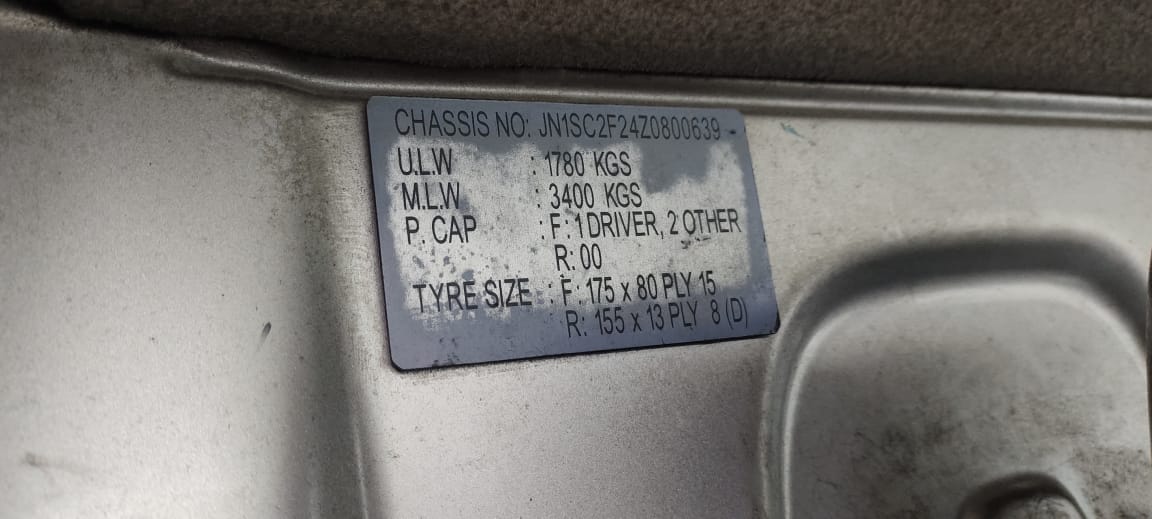 CHASSIS NO: JN1SC2F24Z0800639
U.L.W : 1780 KGS
M.L.W : 3400 KGS
P. CAP : F: 1 DRIVER, 2 OTHER
R: 00
TYRE SIZE : F: 175 x 80 PLY 15
R: 155 x 13 PLY 8 (D)